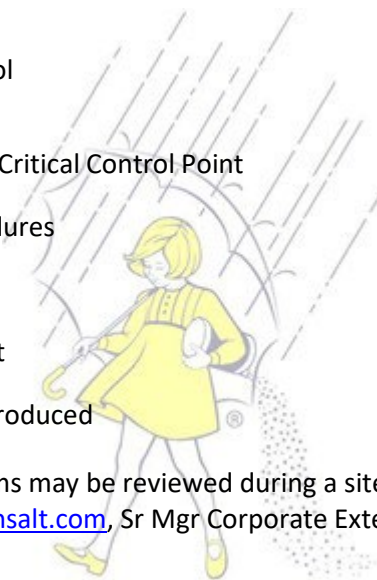 ol
Critical Control Point
dures
t
roduced
®
ns may be reviewed during a site
nsalt.com, Sr Mgr Corporate Exte